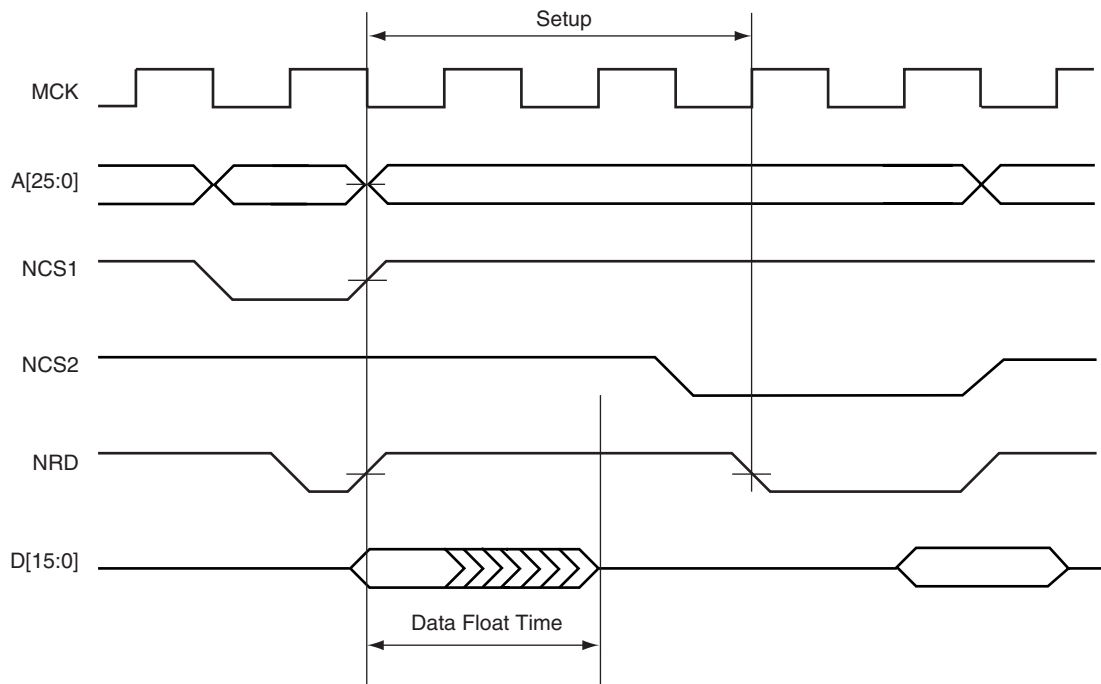 Setup
MCK
A[25:0]
NCS1
NCS2
NRD
D[15:0]
Data Float Time